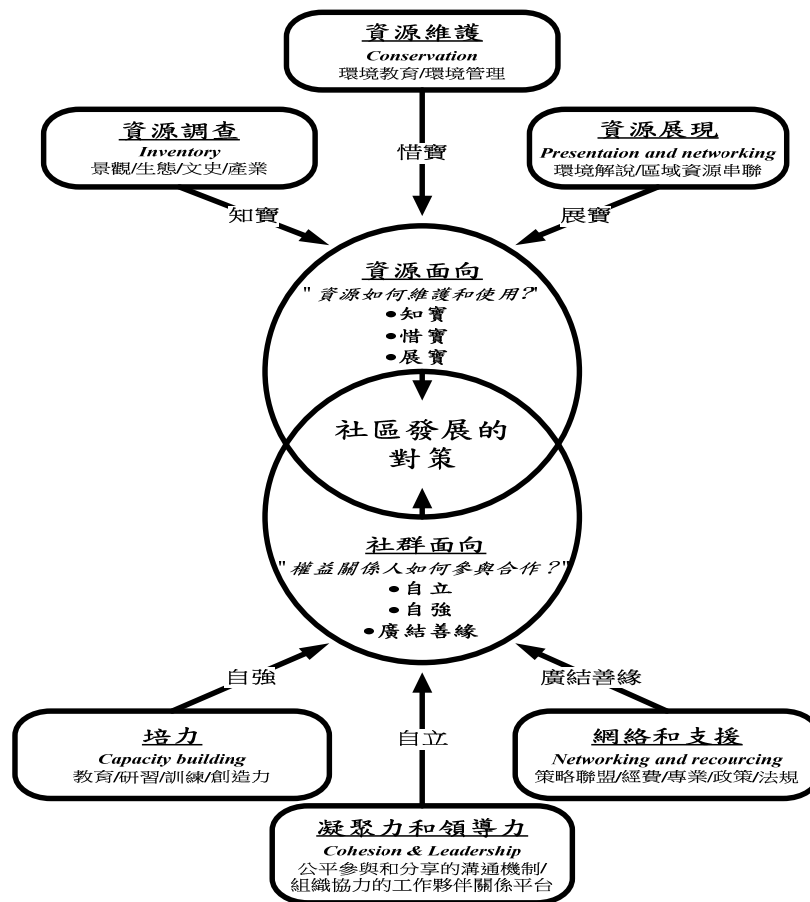 資源維護
Conservation
環境教育/環境管理
資源調查
Inventory
景觀/生態/文史/產業
資源展現
Presentaion and networking
環境解說/區域資源串聯
惜寶
知寶
展寶
資源面向
"資源如何維護和使用?"
•知寶
•惜寶
•展寶
社區發展的
對策
社群面向
"權益關係人如何參與合作?"
•自立
•自強
•廣結善緣
自強
廣結善緣
自立
培力
Capacity building
教育/研習/訓練/創造力
網絡和支援
Networking and recourcing
策略聯盟/經費/專業/政策/法規
凝聚力和領導力
Cohesion & Leadership
公平參與和分享的溝通機制/
組織協力的工作夥伴關係平台